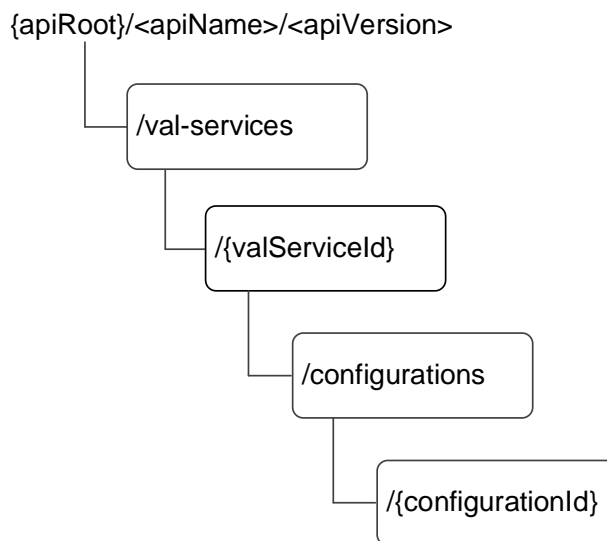 {apiRoot}/<apiName>/<apiVersion>
/val-services
/{valServiceId}
/configurations
/{configurationId}